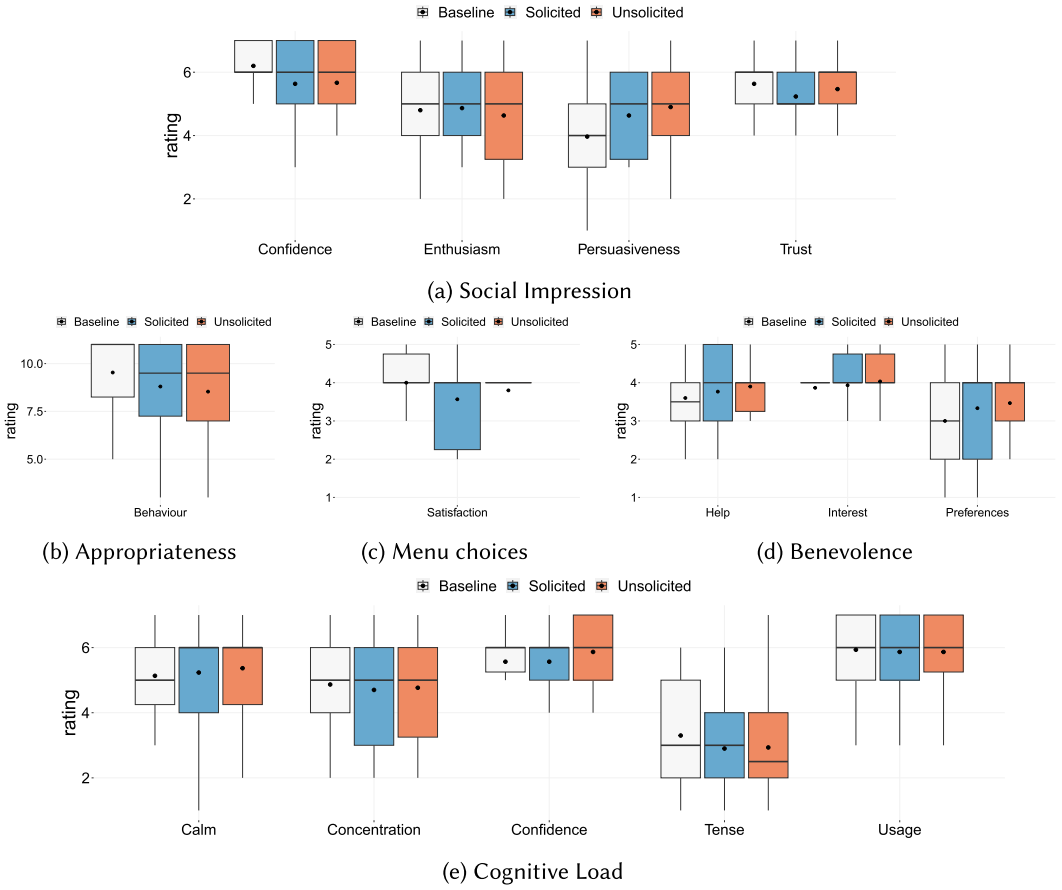 Baseline Solicited Unsolicited
6
4
2
rating
Confidence Enthusiasm Persuasiveness Trust
(a) Social Impression
Baseline Solicited Unsolicited
10.0
7.5
5.0
rating
Behaviour
(b) Appropriateness
Baseline Solicited Unsolicited
5
4
3
2
1
rating
Satisfaction
(c) Menu choices
Baseline Solicited Unsolicited
5
4
3
2
1
rating
Help Interest Preferences
(d) Benevolence
Baseline Solicited Unsolicited
6
4
2
rating
Calm Concentration Confidence Tense Usage
(e) Cognitive Load